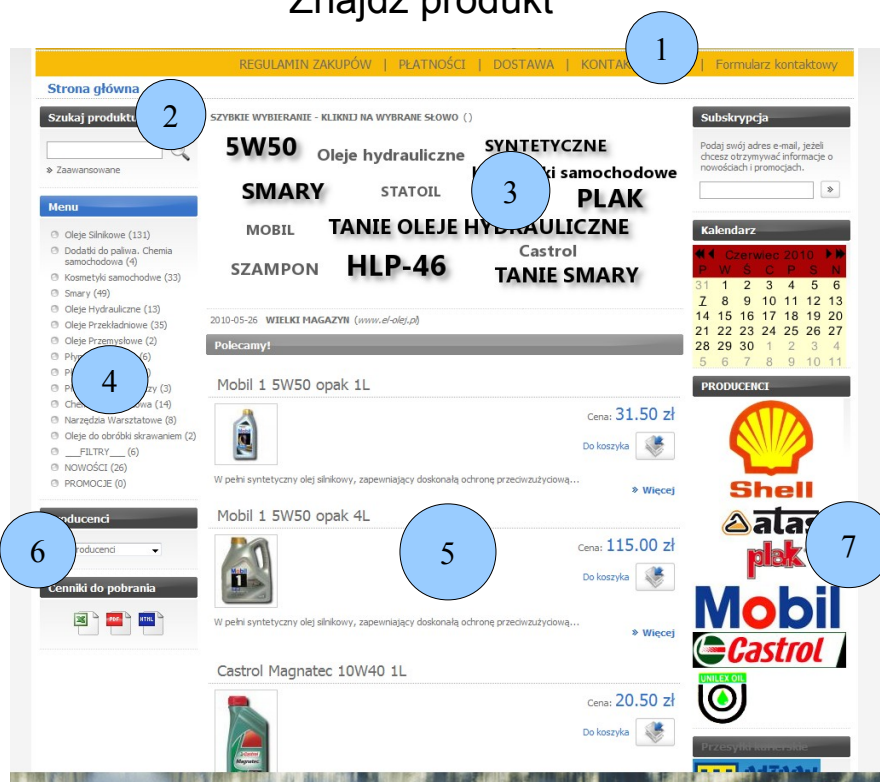 Znajdź produkt
1
REGULAMIN ZAKUPÓW | PŁATNOŚCI | DOSTAWA | | Formularz kontaktowy
Strona główna
Szukaj produktu
2
Zaawansowane
Menu
Oleje Silnikowe (131)
Dodatki do paliwa. Chemia
samochodowa (4)
Kosmetyki samochodwe (33)
Smary (49)
Oleje Hydrauliczne (13)
Oleje Przekładniowe (35)
Oleje Przemysłowe (2)
(6)
4
(3)
(14)
Narzędzia Warsztatowe (8)
Oleje do obróbki skrawaniem (2)
___FILTRY___ (6)
NOWOŚCI (26)
PROMOCJE (0)
6
Cenniki do pobrania
PDF
HTML
SZYBKIE WYBIERANIE - KLIKNIJ NA WYBRANE SŁOWO ()
5W50 Oleje hydrauliczne SYNTETYCZNE
samochodowe
SMARY STATOIL 3 PLAK
MOBIL TANIE OLEJE HYDRAULICZNE
SZAMPON HLP-46 Castrol
TANIE SMARY
2010-05-26 WIELKI MAGAZYN (www.el-olej.pl)
Polecamy!
Mobil 1 5W50 opak 1L
Cena: 31.50 zł
Do koszyka
W pełni syntetyczny olej silnikowy, zapewniający doskonałą ochronę przeciwzużyciową...
» Więcej
Mobil 1 5W50 opak 4L
5
Cena: 115.00 zł
Do koszyka
W pełni syntetyczny olej silnikowy, zapewniający doskonałą ochronę przeciwzużyciową...
» Więcej
Castrol Magnatec 10W40 1L
Cena: 20.50 zł
Do koszyka
Subskrypcja
Podaj swój adres e-mail, jeżeli
chcesz otrzymywać informacje o
nowościach i promocjach.
»
Kalendarz
Czerwiec 2010
P W Ś C P S N
31 1 2 3 4 5 6
7 8 9 10 11 12 13
14 15 16 17 18 19 20
21 22 23 24 25 26 27
28 29 30 1 2 3 4
5 6 7 8 9 10 11
PRODUCENCI
Shell
atas
plak
7
Mobil
Castrol
UNILEX OIL
Przesyłki kurierskie